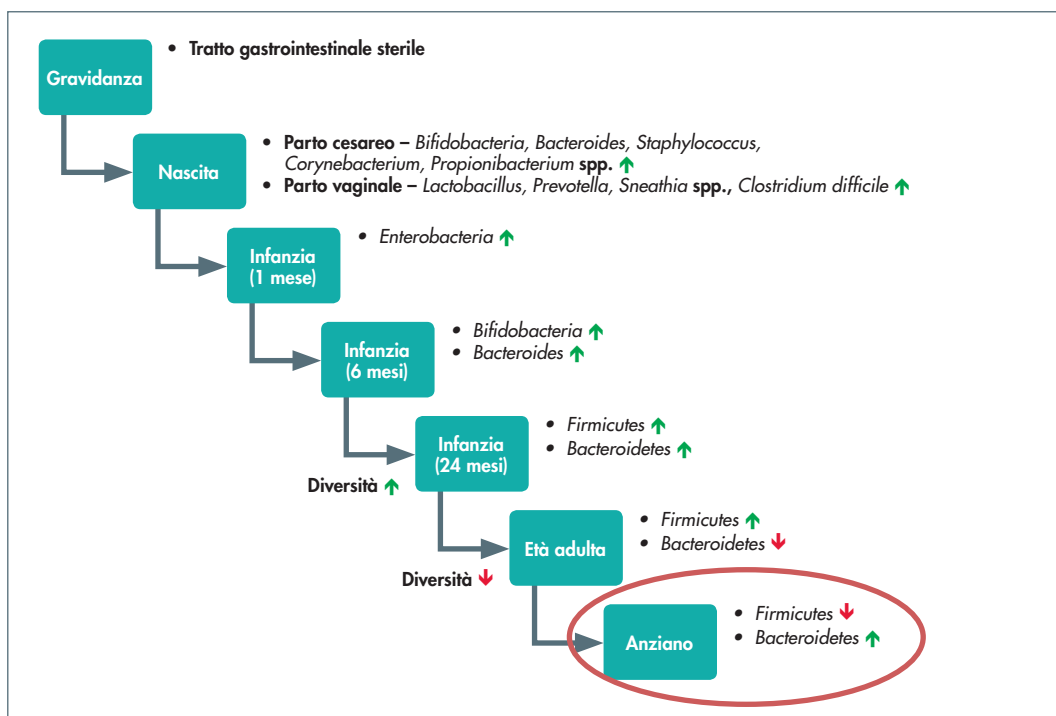 Gravidanza
• Tratto gastrointestinale sterile
Nascita
• Parto cesareo – Bifidobacteria, Bacteroides, Staphylococcus,
Corynebacterium, Propionibacterium spp. ↑
• Parto vaginale – Lactobacillus, Prevotella, Sneathia spp., Clostridium difficile ↑
Infanzia
(1 mese)
• Enterobacteria ↑
Infanzia
(6 mesi)
• Bifidobacteria ↑
• Bacteroides ↑
Infanzia
(24 mesi)
• Firmicutes ↑
• Bacteroidetes ↑
Diversità ↑
Età adulta
• Firmicutes ↑
• Bacteroidetes ↓
Diversità ↓
Anziano
• Firmicutes ↓
• Bacteroidetes ↑